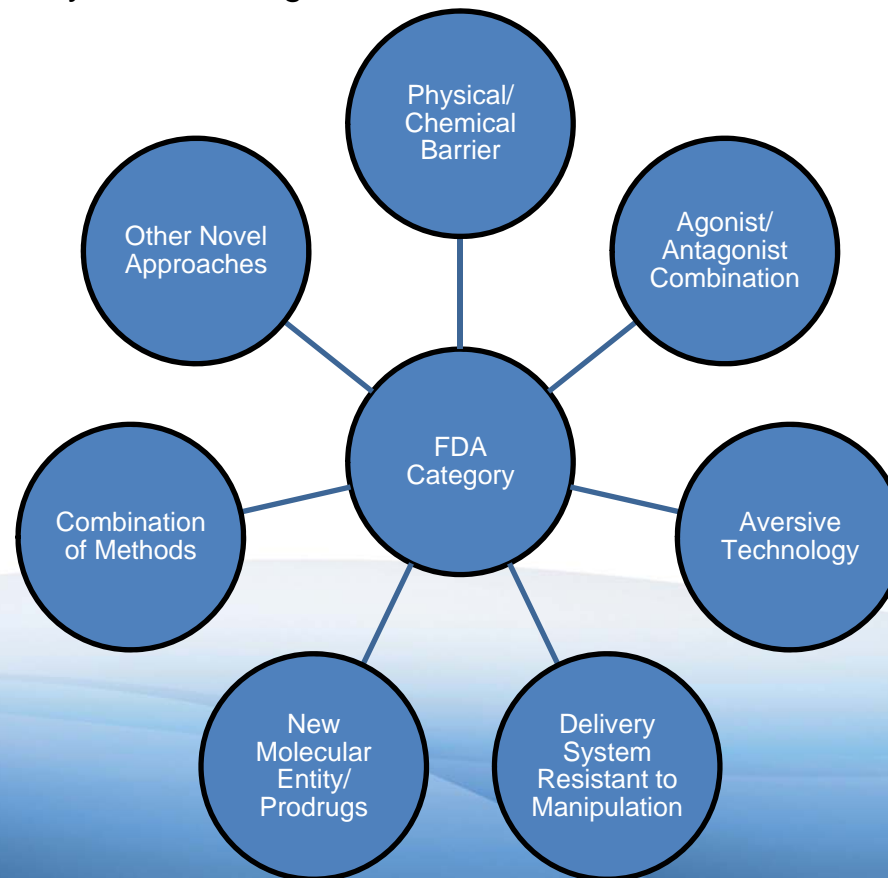 Physical/
Chemical
Barrier
Agonist/
Antagonist
Combination
Aversive
Technology
Delivery
System
Resistant to
Manipulation
New
Molecular
Entity/
Prodrugs
Combination
of Methods
Other Novel
Approaches
FDA
Category